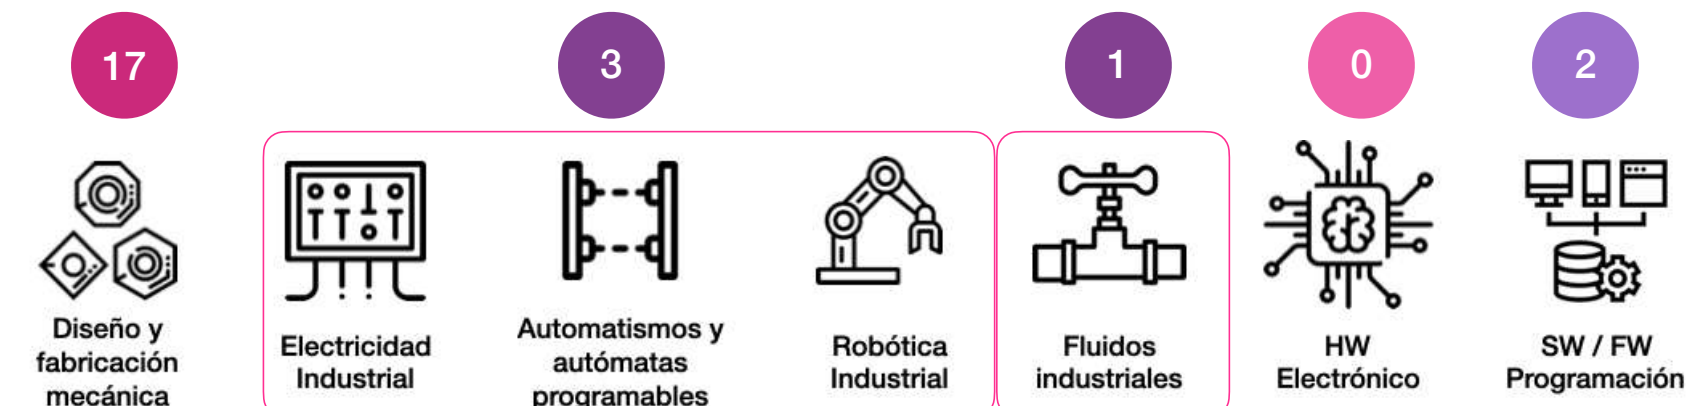 17
3
1
0
2
Diseño y
fabricación
mecánica
Electricidad
Industrial
Automatismos y
autómatas
programables
Robótica
Industrial
Fluidos
industriales
HW
Electrónico
SW / FW
Programación